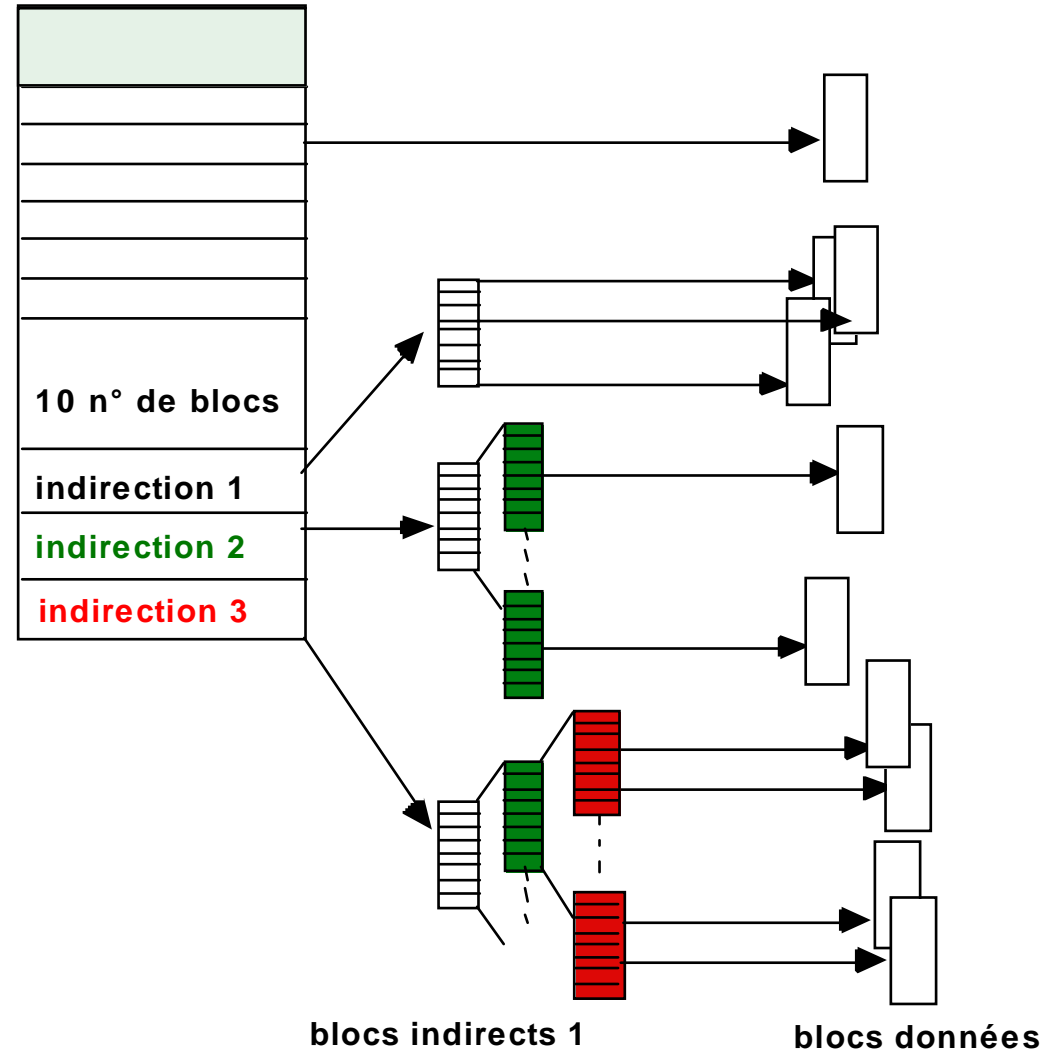 10 n° de blocs
indirection 1
indirection 2
indirection 3
blocs indirects 1
blocs données